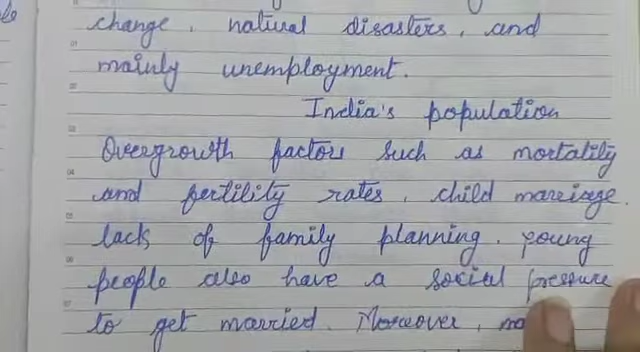 change, natural disasters, and
mainly unemployment.
India's population
Overgrowth factors such as mortality
and fertility rates, child marriage.
lack of family planning. young
people also have a social pressure
to get married. Moreover,